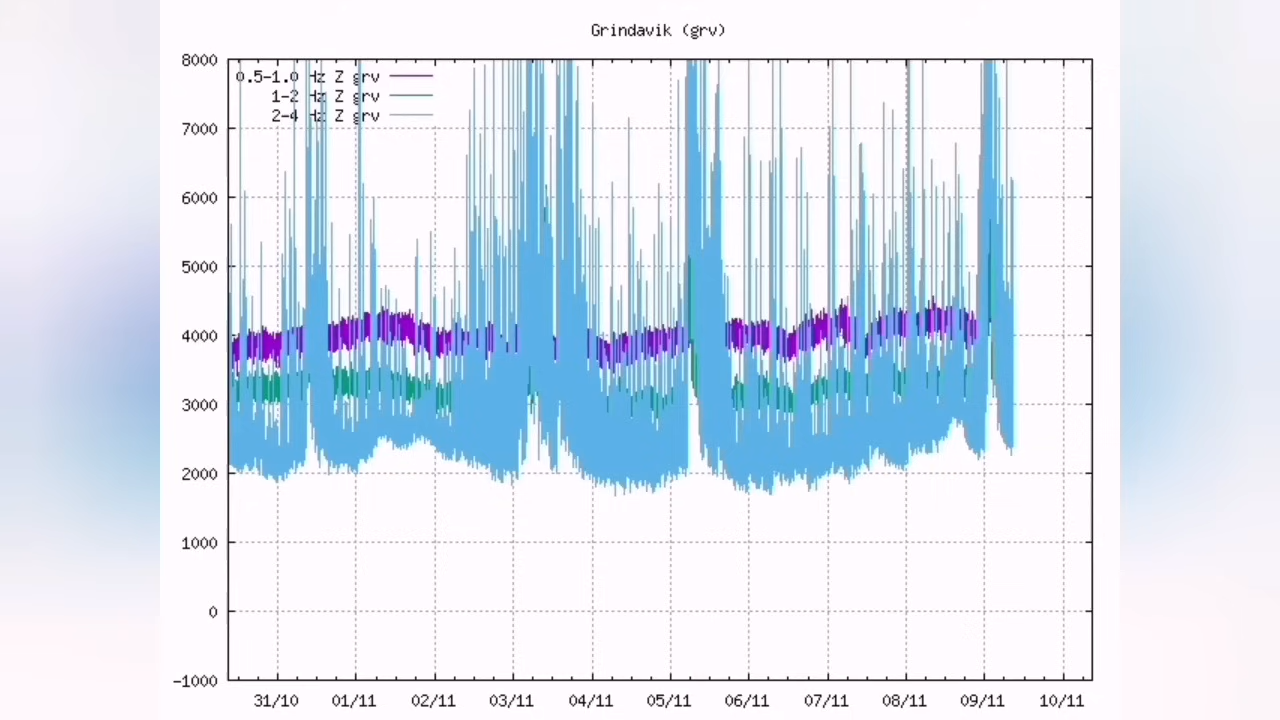 Grindavik (grv)
8000
0.5-1.0 Hz Z grv
1-2 Hz Z grv
2-4 Hz Z grv
7000
6000
5000
4000
3000
2000
1000
0
-1000
31/10 01/11 02/11 03/11 04/11 05/11 06/11 07/11 08/11 09/11 10/11